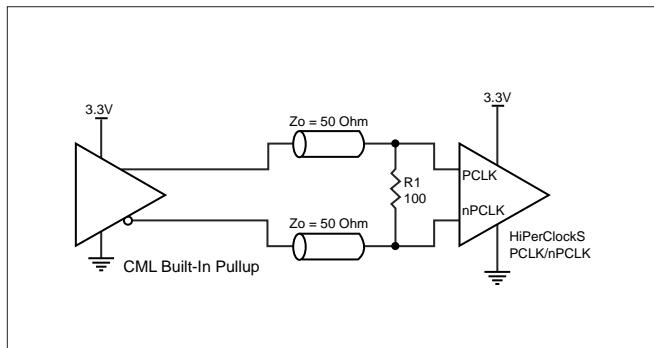 3.3V
3.3V
Zo = 50 Ohm
R1
100
PCLK
nPCLK
Zo = 50 Ohm
HiPerClockS
PCLK/nPCLK
CML Built-In Pullup